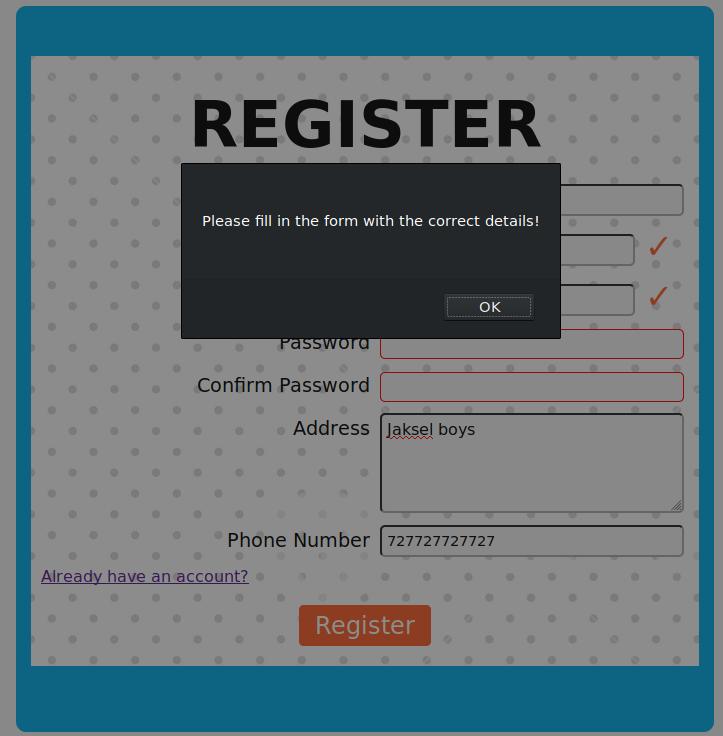 REGISTER
Please fill in the form with the correct details!
OK
Password
Confirm Password
Address
Jaksel boys
Phone Number
727727727727
Already have an account?
Register